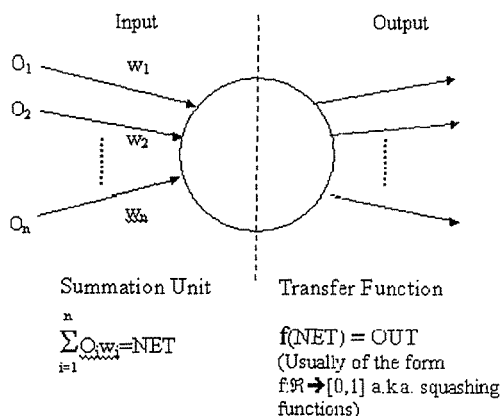 Input
Output
O1
w1
O2
w2
On
wn
Summation Unit
n
∑ Oiwi=NET
i=1
Transfer Function
f(NET) = OUT
(Usually of the form
f:ℜ➔[0,1] a.k.a. squashing
functions)